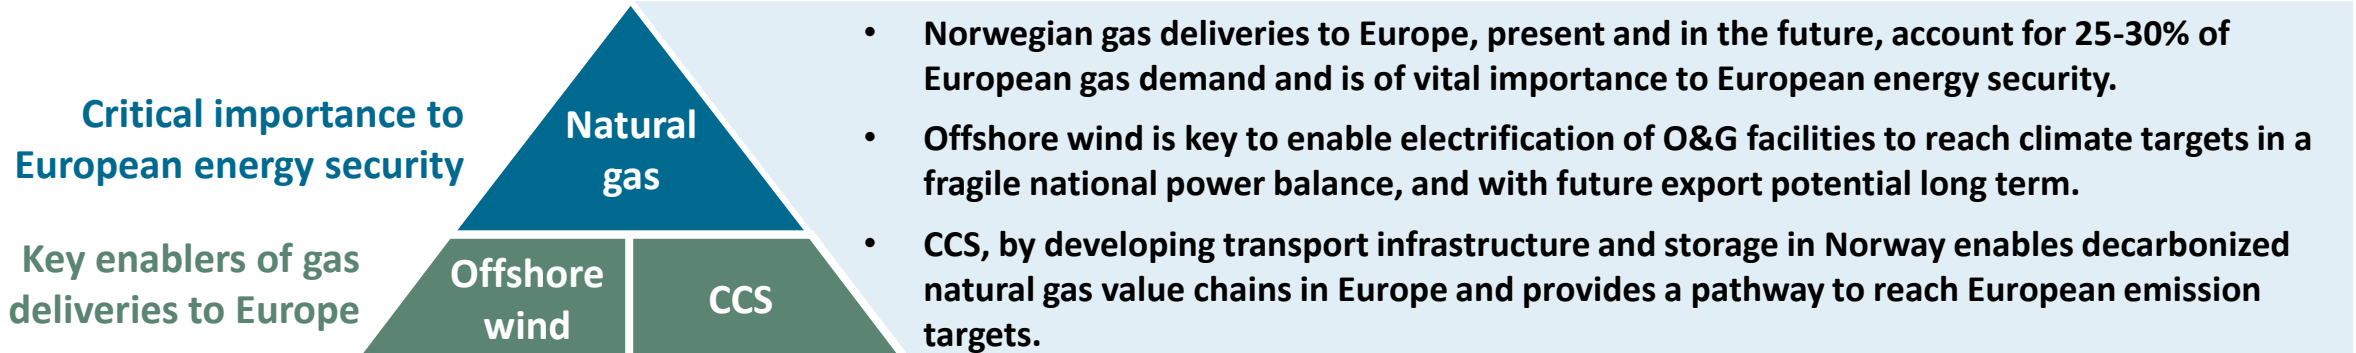 Critical importance to
European energy security
Key enablers of gas
deliveries to Europe
Natural
gas
Offshore
wind
CCS
• Norwegian gas deliveries to Europe, present and in the future, account for 25-30% of
European gas demand and is of vital importance to European energy security.
• Offshore wind is key to enable electrification of O&G facilities to reach climate targets in a
fragile national power balance, and with future export potential long term.
• CCS, by developing transport infrastructure and storage in Norway enables decarbonized
natural gas value chains in Europe and provides a pathway to reach European emission
targets.